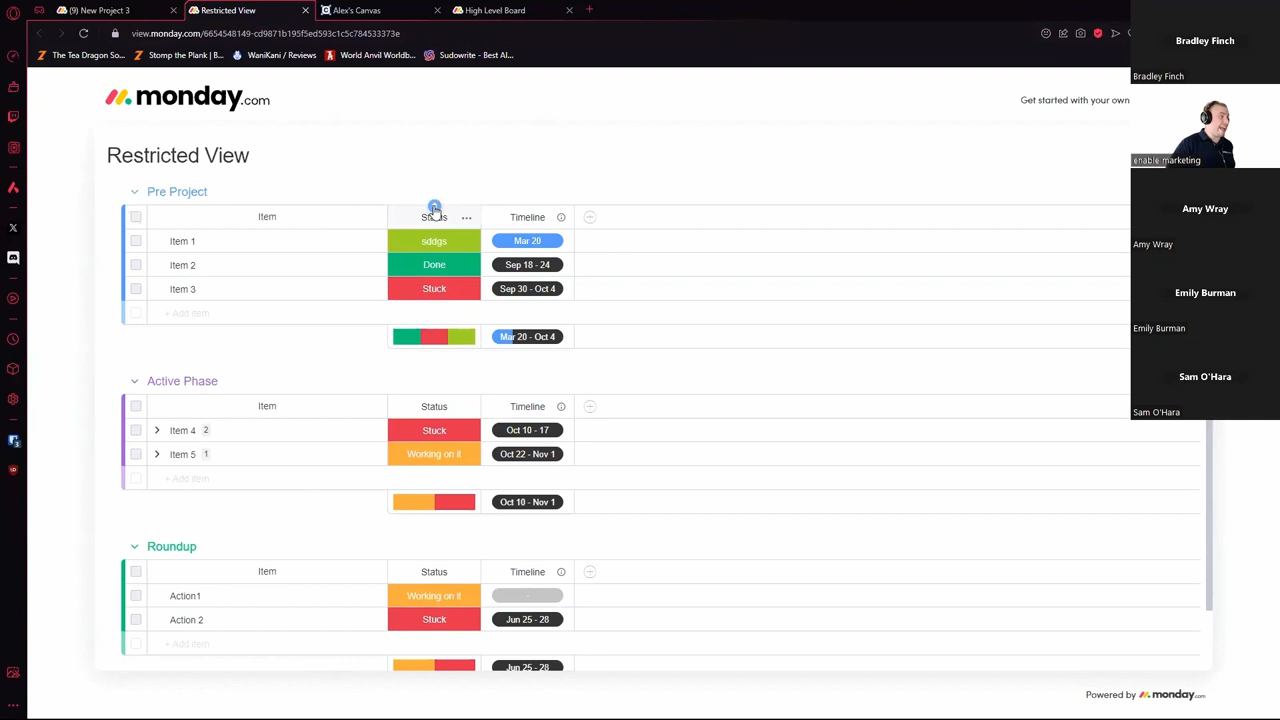 (9) New Project 3
Restricted View
Alex's Canvas
High Level Board
view.monday.com/6654548149-cd9871b195f5ed593c1c5c784533373e
The Tea Dragon So...
Stomp the Plank | B...
WaniKani / Reviews
World Anvil Worldb...
Sudowrite - Best AI...
Bradley Finch
Bradley Finch
monday.com
Get started with your own
enable marketing
Restricted View
Pre Project
Item
Status
Timeline
Item 1
sddgs
Mar 20
Item 2
Done
Sep 18 - 24
Item 3
Stuck
Sep 30 - Oct 4
+ Add item
Mar 20 - Oct 4
Amy Wray
Amy Wray
Emily Burman
Emily Burman
Sam O'Hara
Sam O'Hara
Active Phase
Item
Status
Timeline
Item 4
2
Stuck
Oct 10 - 17
Item 5
1
Working on it
Oct 22 - Nov 1
+ Add item
Oct 10 - Nov 1
Roundup
Item
Status
Timeline
Action1
Working on it
-
Action 2
Stuck
Jun 25 - 28
+ Add item
Jun 25 - 28
Powered by monday.com